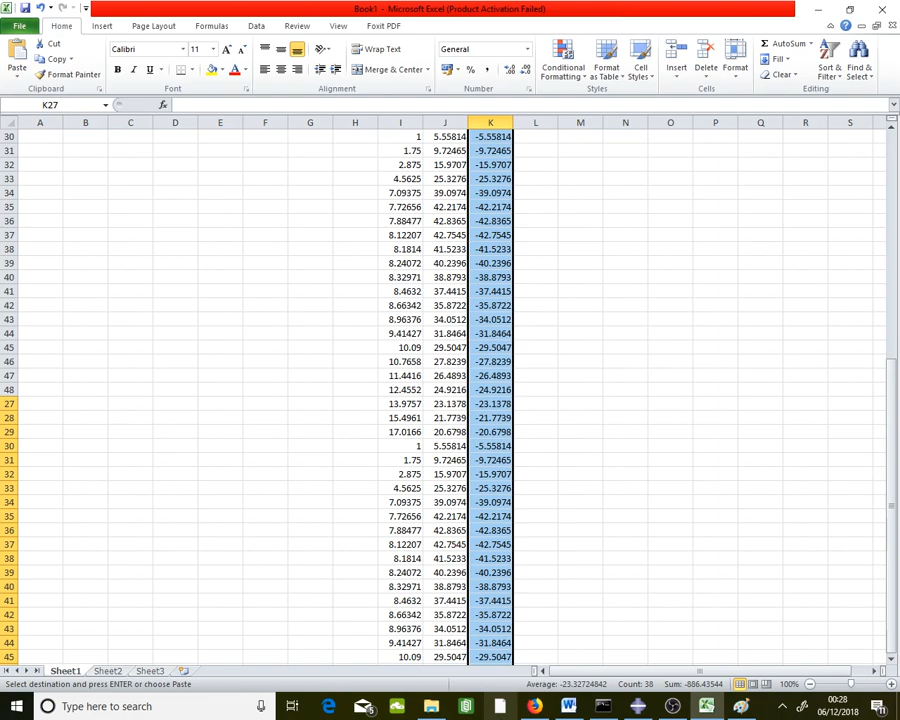 Book1 - Microsoft Excel (Product Activation Failed)
File Home Insert Page Layout Formulas Data Review View Foxit PDF
Paste Cut Copy Format Painter Clipboard
Calibri 11 B I U A A A Font
Wrap Text Merge & Center Alignment
General % , .0 .00 .00 .0 Number
Conditional Formatting Format as Table Cell Styles Styles
Insert Delete Format Cells
Σ AutoSum Fill Clear Sort & Filter Find & Select Editing
K27 fx
A B C D E F G H I J K L M N O P Q R S
30 1 5.55814 -5.55814
31 1.75 9.72465 -9.72465
32 2.875 15.9707 -15.9707
33 4.5625 25.3276 -25.3276
34 7.09375 39.0974 -39.0974
35 7.72656 42.2174 -42.2174
36 7.88477 42.8365 -42.8365
37 8.12207 42.7545 -42.7545
38 8.1814 41.5233 -41.5233
39 8.24072 40.2396 -40.2396
40 8.32971 38.8793 -38.8793
41 8.4632 37.4415 -37.4415
42 8.66342 35.8722 -35.8722
43 8.96376 34.0512 -34.0512
44 9.41427 31.8464 -31.8464
45 10.09 29.5047 -29.5047
46 10.7658 27.8239 -27.8239
47 11.4416 26.4893 -26.4893
48 12.4552 24.9216 -24.9216
27 13.9757 23.1378 -23.1378
28 15.4961 21.7739 -21.7739
29 17.0166 20.6798 -20.6798
30 1 5.55814 -5.55814
31 1.75 9.72465 -9.72465
32 2.875 15.9707 -15.9707
33 4.5625 25.3276 -25.3276
34 7.09375 39.0974 -39.0974
35 7.72656 42.2174 -42.2174
36 7.88477 42.8365 -42.8365
37 8.12207 42.7545 -42.7545
38 8.1814 41.5233 -41.5233
39 8.24072 40.2396 -40.2396
40 8.32971 38.8793 -38.8793
41 8.4632 37.4415 -37.4415
42 8.66342 35.8722 -35.8722
43 8.96376 34.0512 -34.0512
44 9.41427 31.8464 -31.8464
45 10.09 29.5047 -29.5047
Sheet1 Sheet2 Sheet3
Select destination and press ENTER or choose Paste Average: -23.32724842 Count: 38 Sum: -886.43544 100%
Type here to search 5 00:28
06/12/2018 11